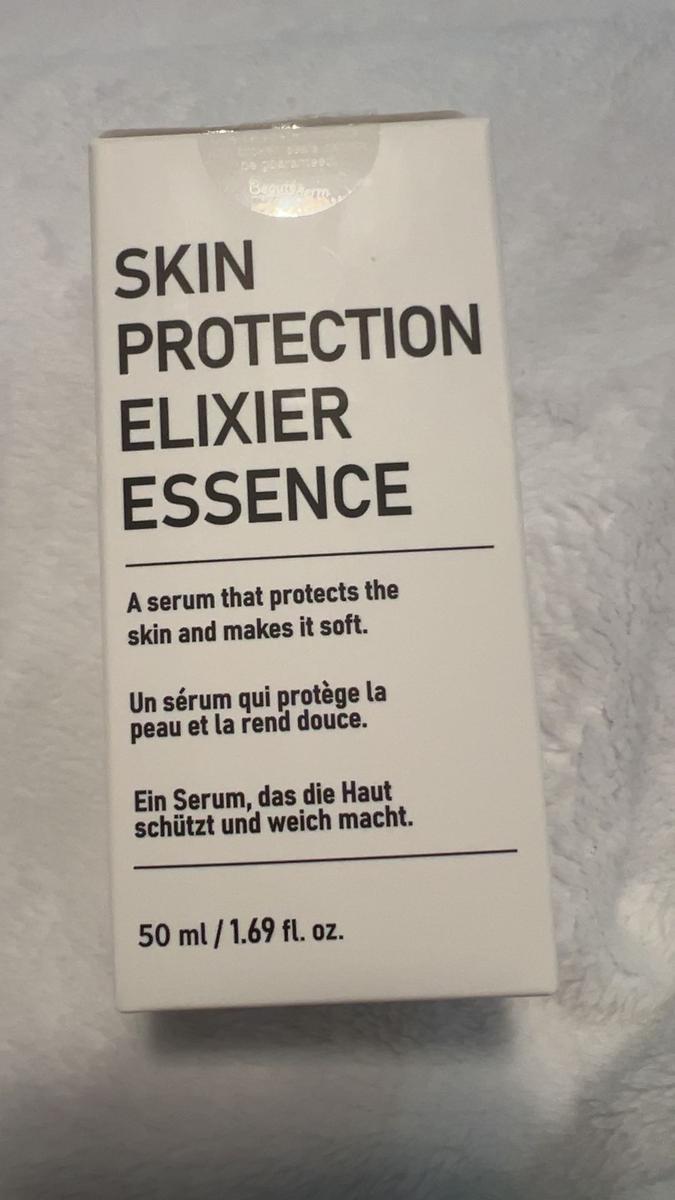 be guaranteed.
SKIN
PROTECTION
ELIXIER
ESSENCE
A serum that protects the
skin and makes it soft.
Un sérum qui protège la
peau et la rend douce.
Ein Serum, das die Haut
schützt und weich macht.
50 ml / 1.69 fl. oz.